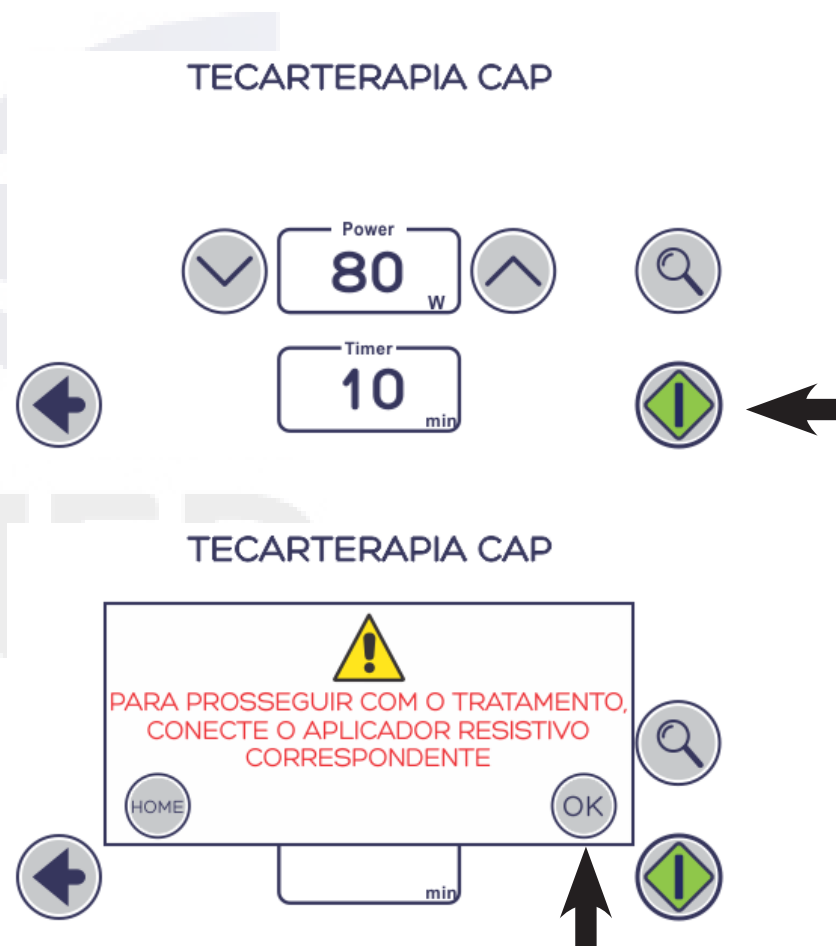 TECARTERAPIA CAP
Power
80
W
Timer
10
min
TECARTERAPIA CAP
PARA PROSSEGUIR COM O TRATAMENTO,
CONECTE O APLICADOR RESISTIVO
CORRESPONDENTE
HOME
OK
min